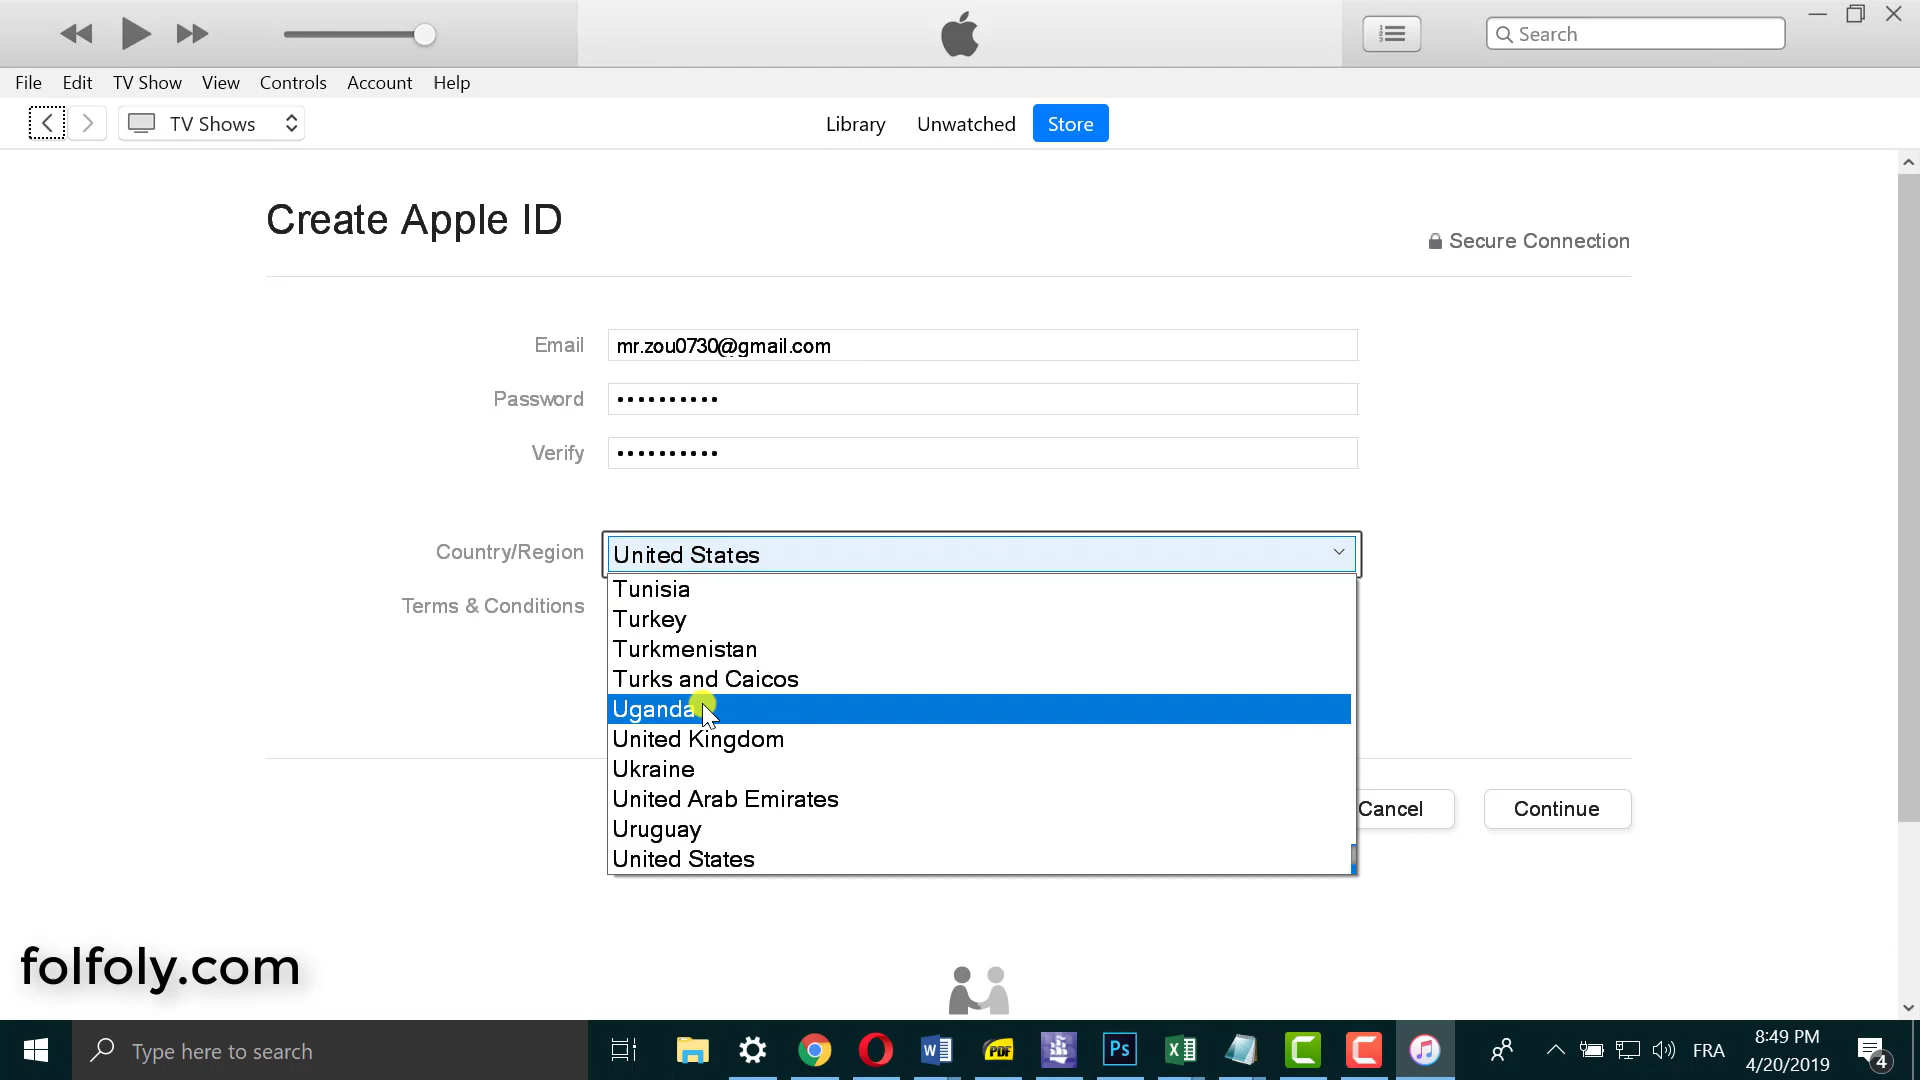 Search
File Edit TV Show View Controls Account Help
TV Shows Library Unwatched Store
Create Apple ID
Secure Connection
Email mr.zou0730@gmail.com
Password ••••••••••
Verify ••••••••••
Country/Region United States
Terms & Conditions
Tunisia
Turkey
Turkmenistan
Turks and Caicos
Uganda
United Kingdom
Ukraine
United Arab Emirates
Uruguay
United States
Cancel Continue
folfoly.com
Type here to search
PDF
Ps
FRA
8:49 PM
4/20/2019
4